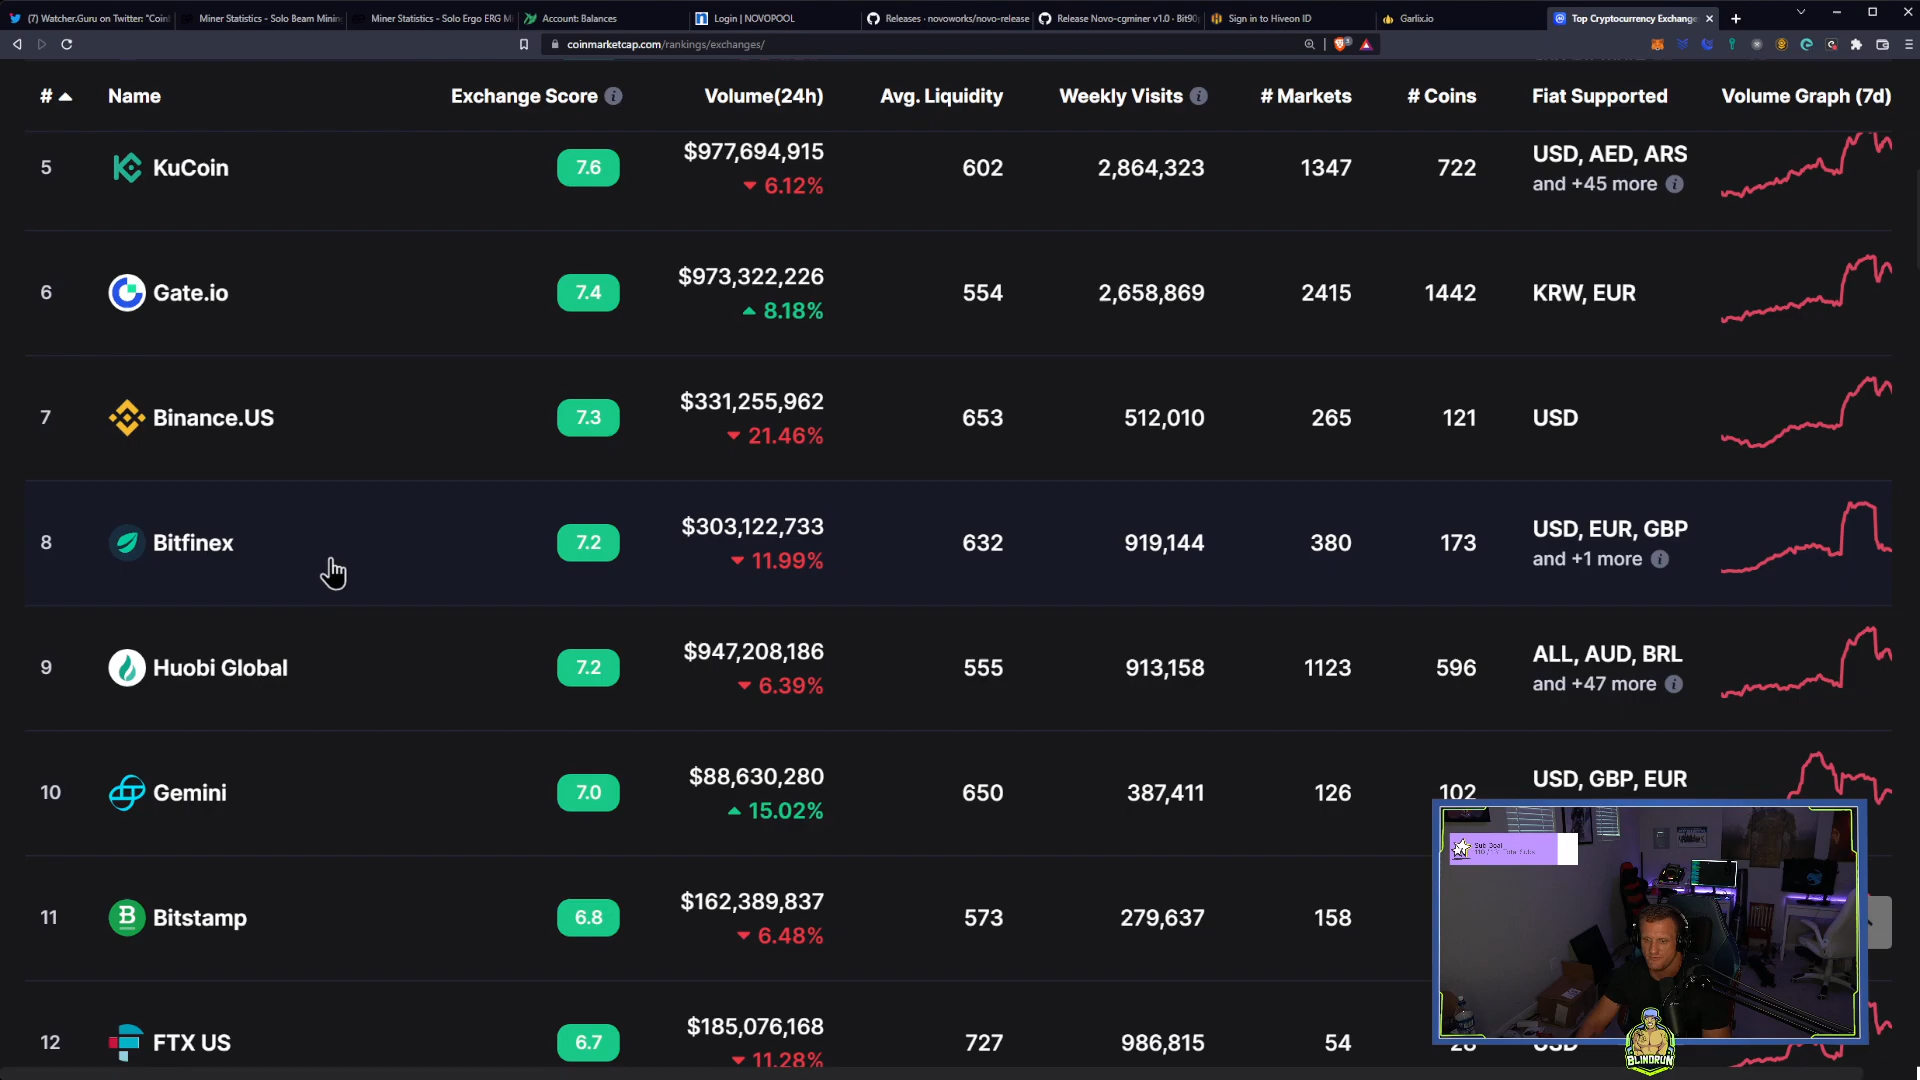 (7) Watcher.Guru on Twitter: "Coin
Miner Statistics - Solo Beam Mining
Miner Statistics - Solo Ergo ERG Mi
Account: Balances
Login | NOVOPOOL
Releases · novoworks/novo-release
Release Novo-cgminer v1.0 · Bit90
Sign in to Hiveon ID
Garlix.io
Top Cryptocurrency Exchange
coinmarketcap.com/rankings/exchanges/
# Name Exchange Score Volume(24h) Avg. Liquidity Weekly Visits # Markets # Coins Fiat Supported Volume Graph (7d)
5 KuCoin 7.6 $977,694,915 602 2,864,323 1347 722 USD, AED, ARS
6.12% and +45 more
6 Gate.io 7.4 $973,322,226 554 2,658,869 2415 1442 KRW, EUR
8.18%
7 Binance.US 7.3 $331,255,962 653 512,010 265 121 USD
21.46%
8 Bitfinex 7.2 $303,122,733 632 919,144 380 173 USD, EUR, GBP
11.99% and +1 more
9 Huobi Global 7.2 $947,208,186 555 913,158 1123 596 ALL, AUD, BRL
6.39% and +47 more
10 Gemini 7.0 $88,630,280 650 387,411 126 102 USD, GBP, EUR
15.02%
11 Bitstamp 6.8 $162,389,837 573 279,637 158
6.48%
12 FTX US 6.7 $185,076,168 727 986,815 54 28 USD
11.28%
Sub Goal
Total Subs
BLINDRUN